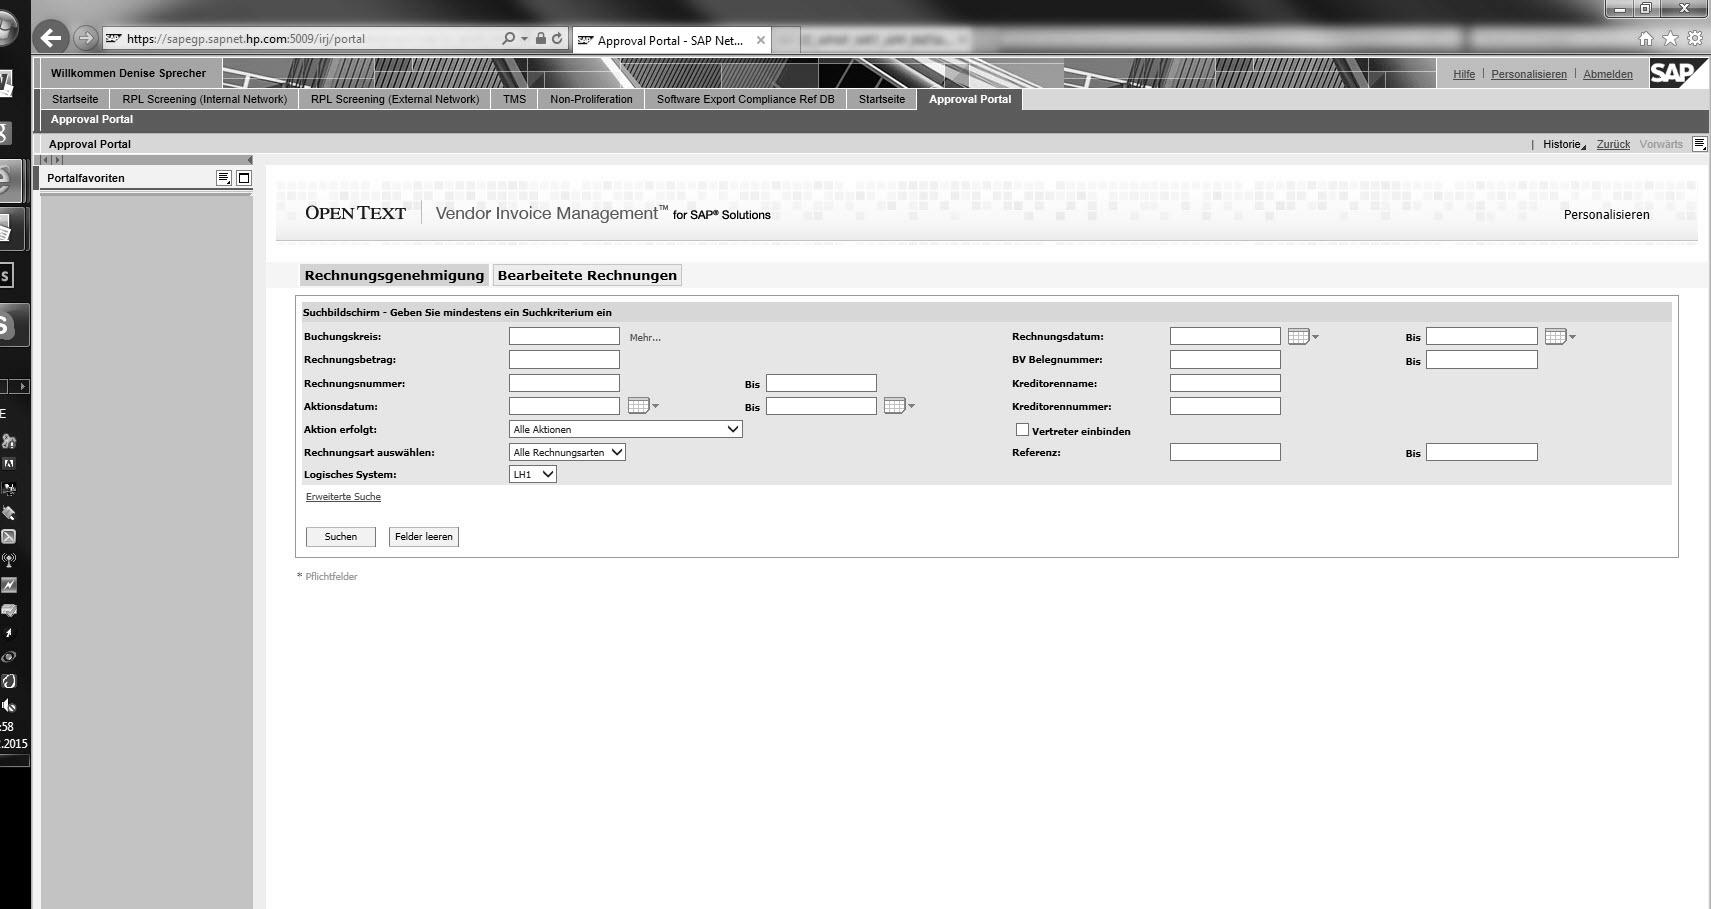 https://sapegp.sapnet.hp.com:5009/irj/portal
SAP Approval Portal - SAP Net...
Willkommen Denise Sprecher
Hilfe | Personalisieren | Abmelden SAP
Startseite RPL Screening (Internal Network) RPL Screening (External Network) TMS Non-Proliferation Software Export Compliance Ref DB Startseite Approval Portal
Approval Portal
Approval Portal | Historie Zurück Vorwärts
Portalfavoriten
OPEN TEXT | Vendor Invoice Management™ for SAP® Solutions Personalisieren
Rechnungsgenehmigung Bearbeitete Rechnungen
Suchbildschirm - Geben Sie mindestens ein Suchkriterium ein
Buchungskreis: Mehr... Rechnungsdatum: Bis
Rechnungsbetrag: BV Belegnummer: Bis
Rechnungsnummer: Bis Kreditorenname:
Aktionsdatum: Bis Kreditorennummer:
Aktion erfolgt: Alle Aktionen Vertreter einbinden
Rechnungsart auswählen: Alle Rechnungsarten Referenz: Bis
Logisches System: LH1
Erweiterte Suche
Suchen Felder leeren
* Pflichtfelder
:58
.2015